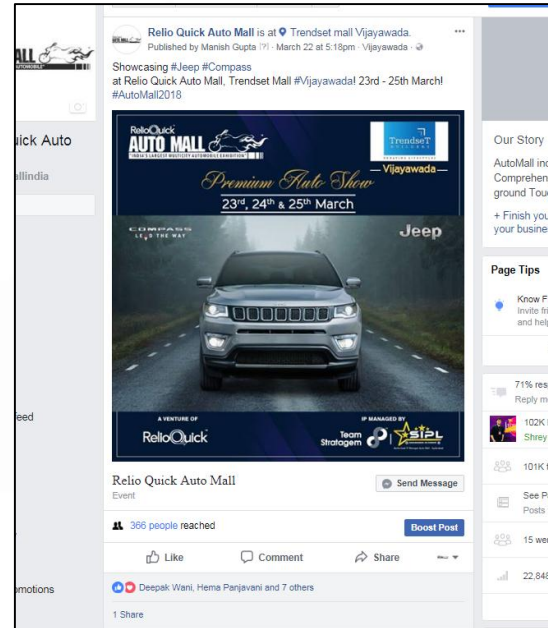 ALL
uick Auto
allindia
eed
omotions
Relio Quick Auto Mall is at Trendset mall Vijayawada.
Published by Manish Gupta [?] · March 22 at 5:18pm · Vijayawada ·
Showcasing #Jeep #Compass
at Relio Quick Auto Mall, Trendset Mall #Vijayawada! 23rd - 25th March!
#AutoMall2018
RelioQuick
AUTO MALL
"INDIA'S LARGEST MULTICITY AUTOMOBILE EXHIBITION"
TRENDSET
BUILDERS
Vijayawada
Premium Auto Show
23rd, 24th & 25th March
COMPASS
LEADS THE WAY
Jeep
A VENTURE OF
RelioQuick
IP MANAGED BY
Team
Stratagem
SIPL
Relio Quick Auto Mall
Event
Send Message
366 people reached
Boost Post
Like
Comment
Share
Deepak Wani, Hema Panjavani and 7 others
1 Share
Our Story
AutoMall ind
Comprehen
ground Tou
+ Finish you
your busine
Page Tips
Know F
Invite fri
and help
71% res
Reply m
102K
Shrey
101K f
See P
Posts
15 wer
22,848